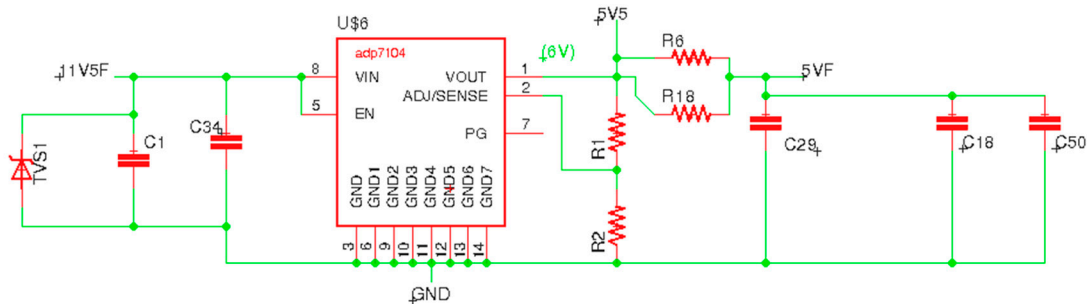 U$6
adp7104
5V5
(6V)
R6
11V5F
8
VIN
VOUT
1
5VF
ADJ/SENSE
2
R18
5
EN
PG
7
C1
C34
TVS1
R1
C29
C18
C50
GND
GND1
GND2
GND3
GND4
GND5
GND6
GND7
R2
3
6
9
10
11
12
13
14
GND